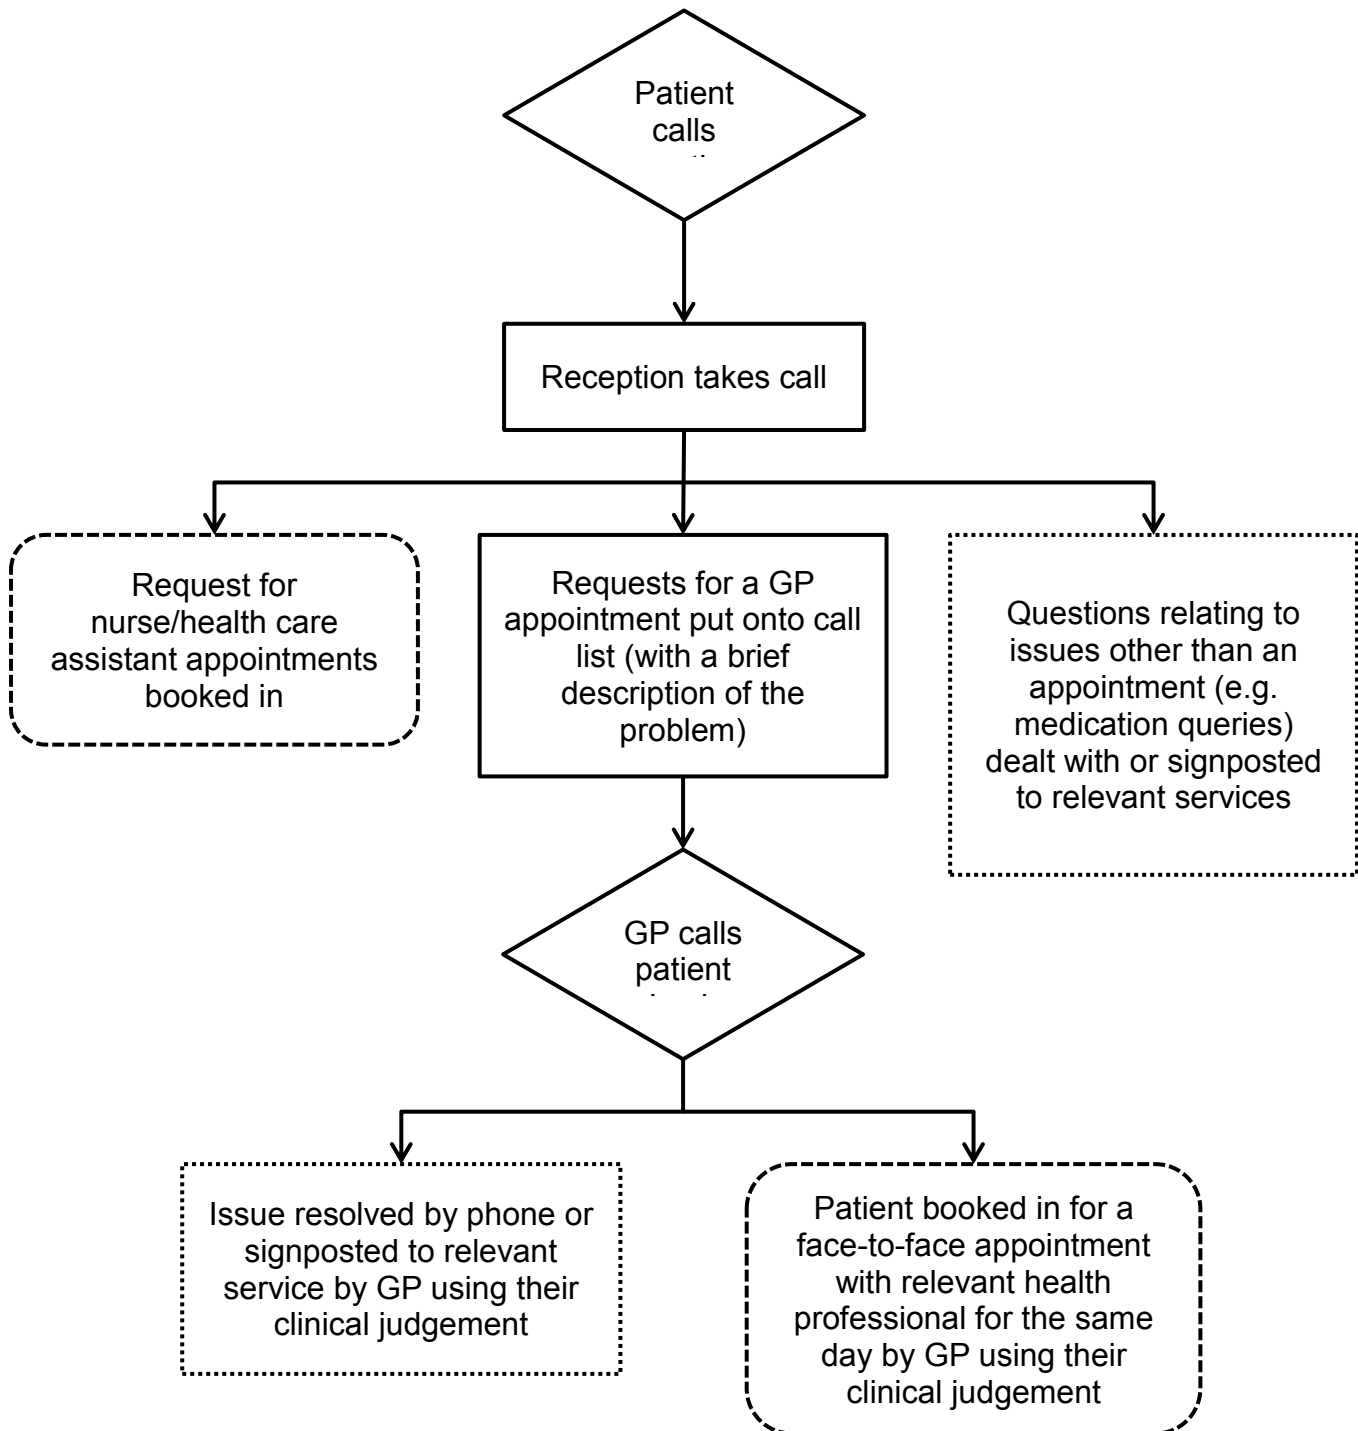 Patient
calls
Reception takes call
Request for
nurse/health care
assistant appointments
booked in
Requests for a GP
appointment put onto call
list (with a brief
description of the
problem)
Questions relating to
issues other than an
appointment (e.g.
medication queries)
dealt with or signposted
to relevant services
GP calls
patient
Issue resolved by phone or
signposted to relevant
service by GP using their
clinical judgement
Patient booked in for a
face-to-face appointment
with relevant health
professional for the same
day by GP using their
clinical judgement